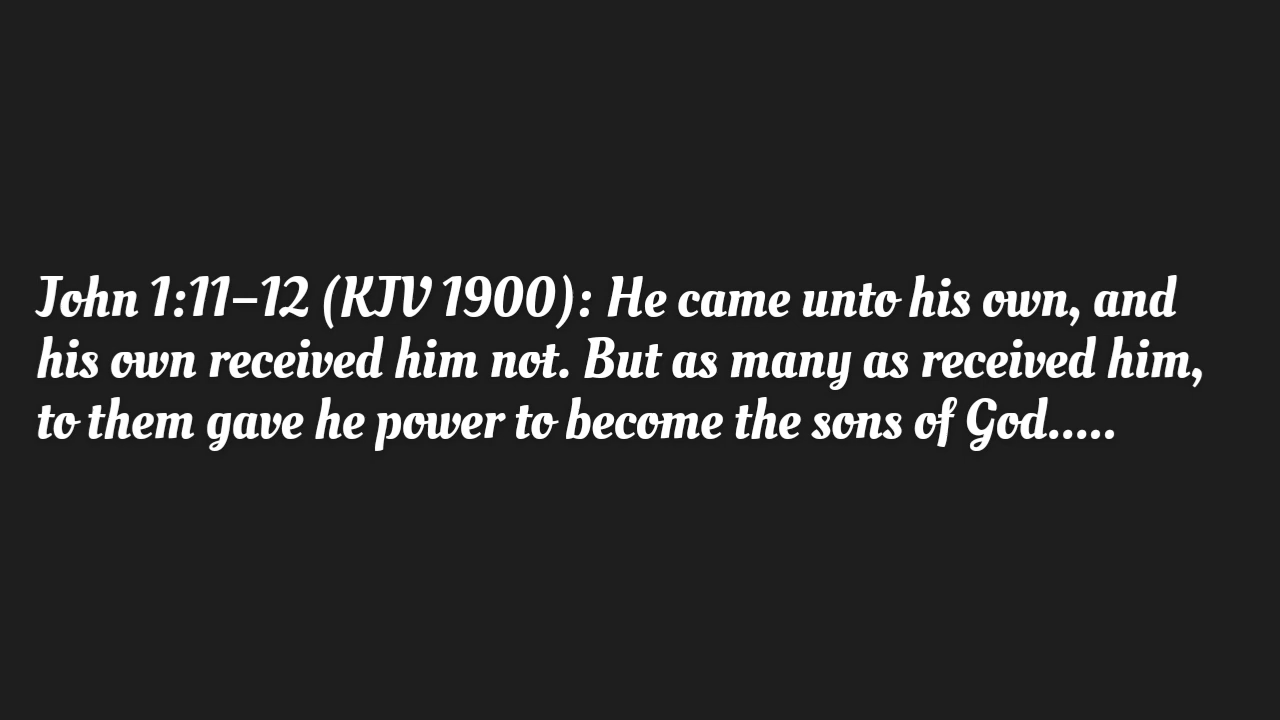 John 1:11–12 (KJV 1900): He came unto his own, and
his own received him not. But as many as received him,
to them gave he power to become the sons of God.....